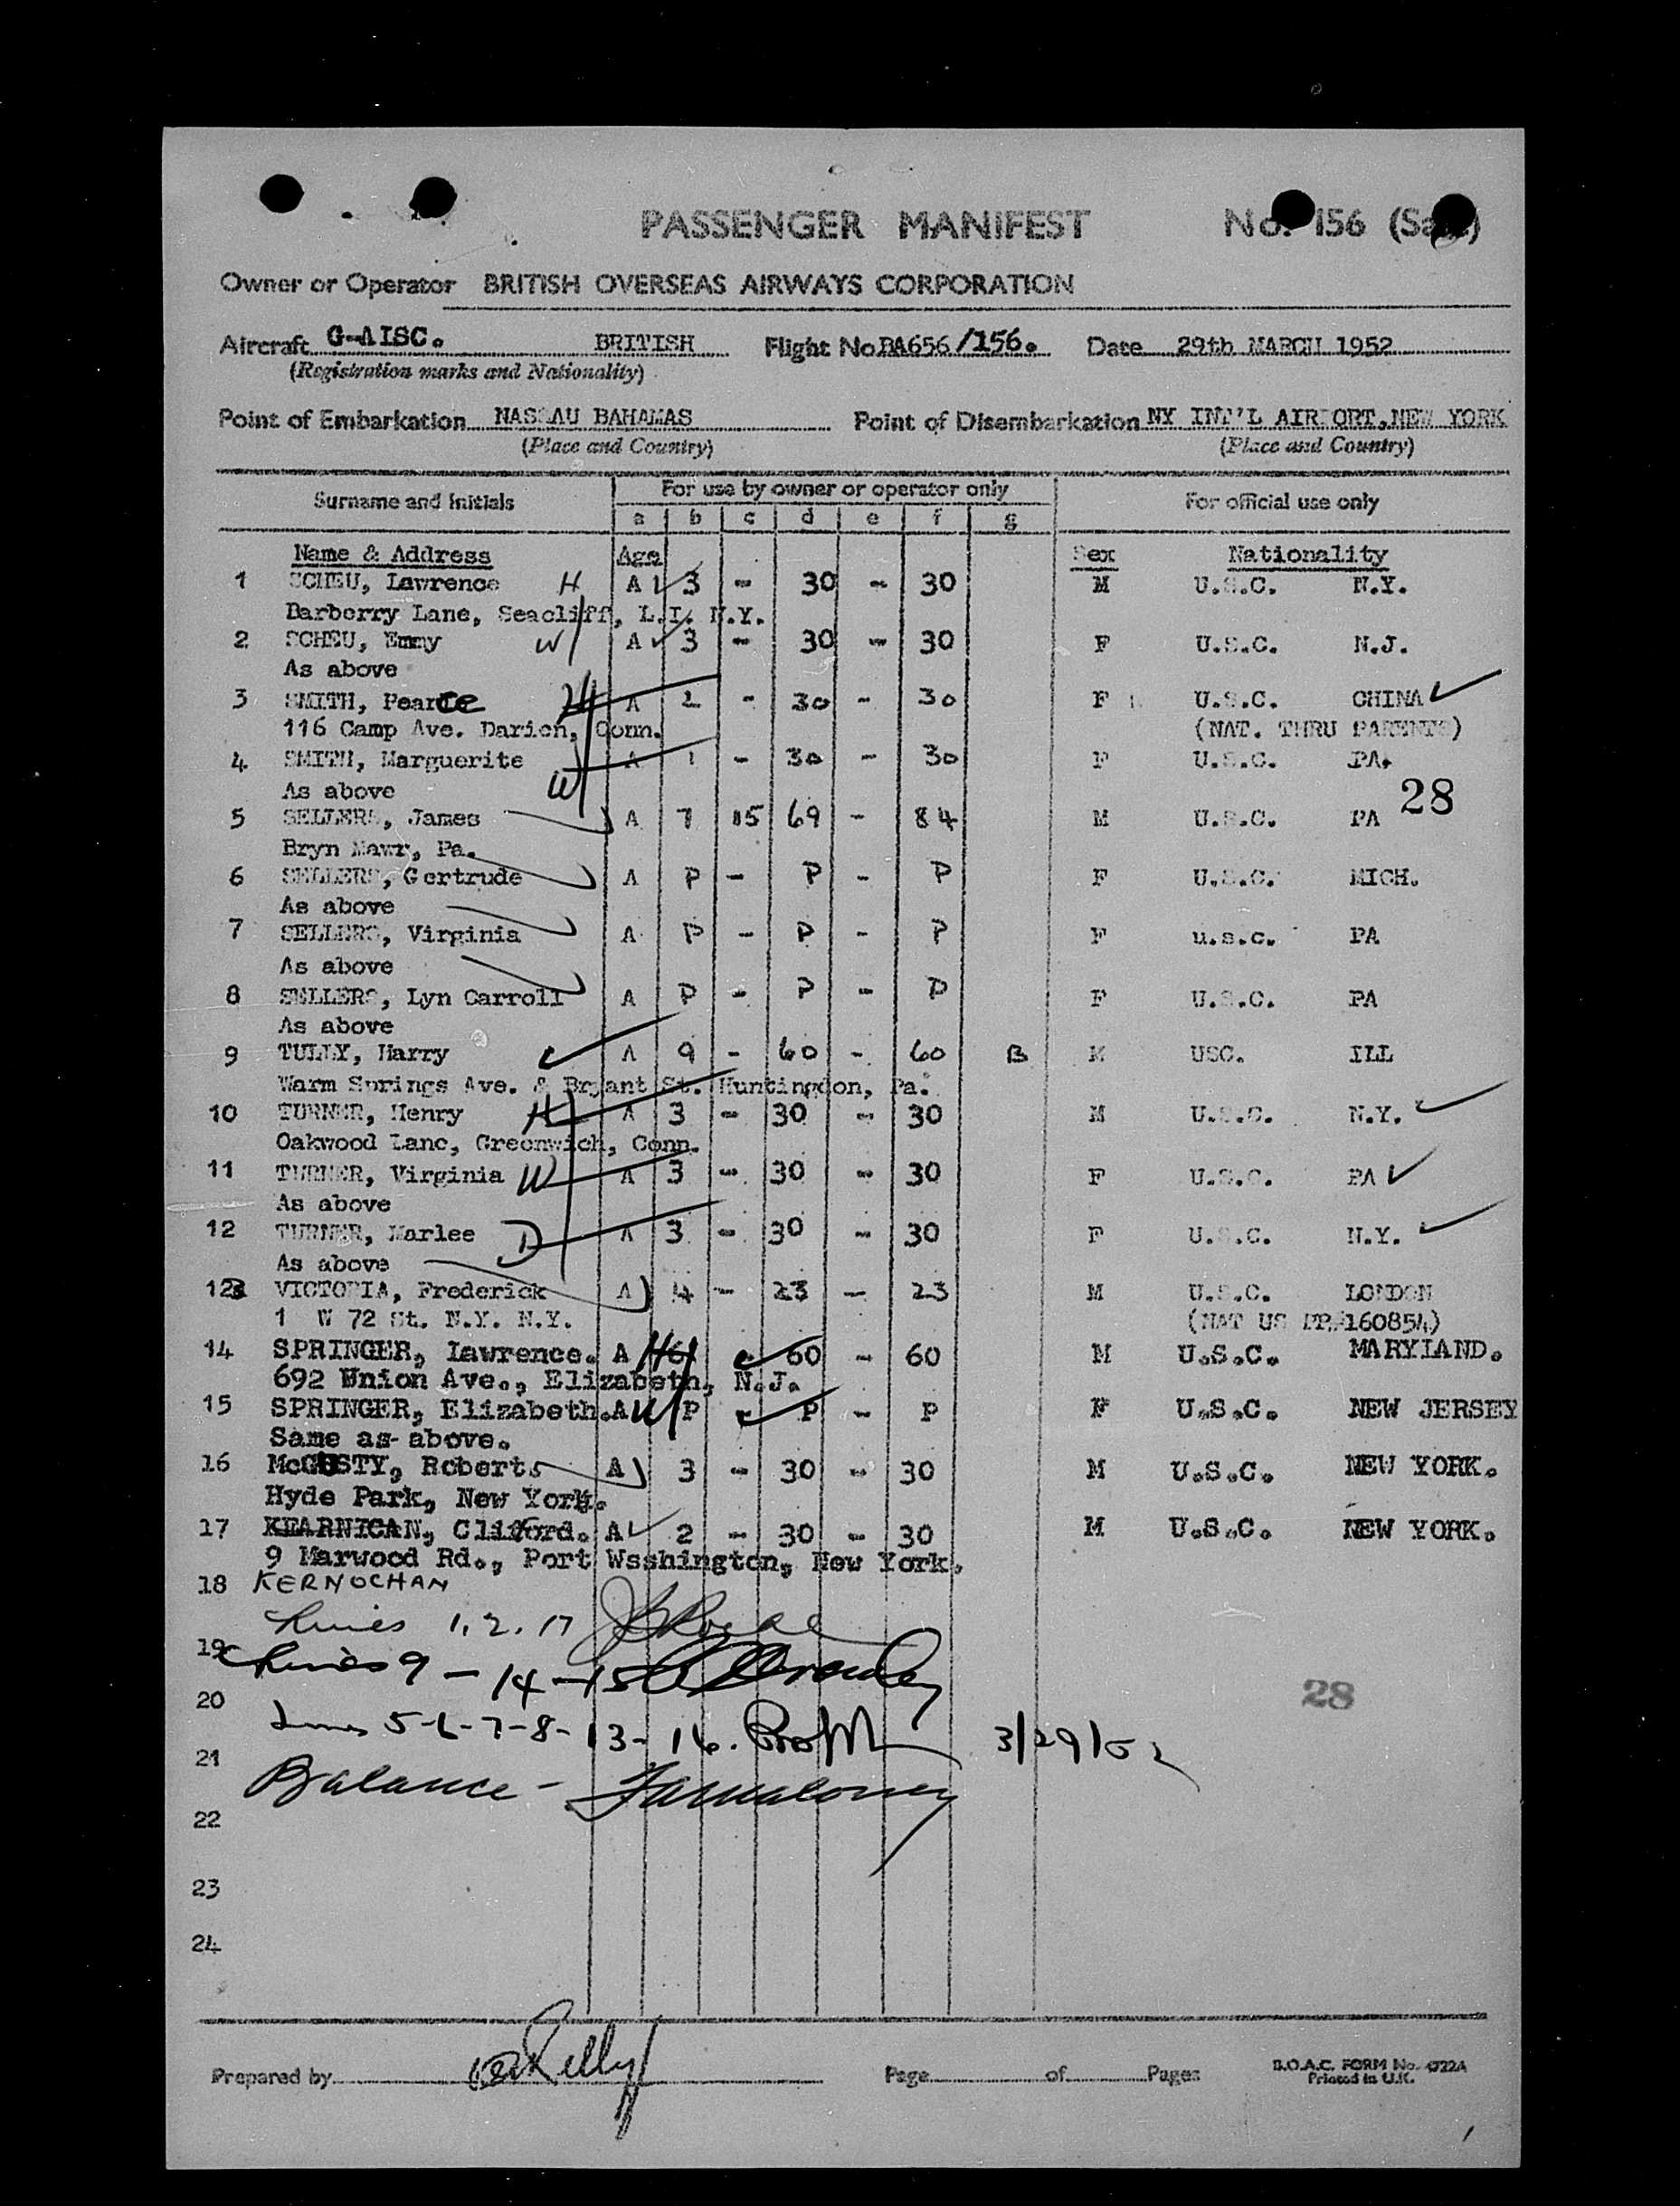 PASSENGER MANIFEST No. 156
Owner or Operator BRITISH OVERSEAS AIRWAYS CORPORATION
Aircraft G-AISC. BRITISH Flight No. BA656/156. Date 29th MARCH 1952
(Registration marks and Nationality)
Point of Embarkation NASSAU BAHAMAS Point of Disembarkation NY INT'L AIRPORT, NEW YORK
(Place and Country) (Place and Country)
Surname and Initials For use by owner or operator only For official use only
a b c d e f g
Name & Address Age Sex Nationality
1 SCHEU, Lawrence H A 3 - 30 - 30 M U.S.C. N.Y.
Barberry Lane, Seacliff, L.I. N.Y.
2 SCHEU, Emmy W A 3 - 30 - 30 F U.S.C. N.J.
As above
3 SMITH, Pearce H A 2 - 30 - 30 F U.S.C. CHINA
116 Camp Ave. Darien, Conn. (NAT. THRU PARENTS)
4 SMITH, Marguerite W A 1 - 30 - 30 F U.S.C. PA.
As above 28
5 SELLERS, James A 7 15 69 - 84 M U.S.C. PA
Bryn Mawr, Pa.
6 SELLERS, Gertrude A P - P - P F U.S.C. MICH.
As above
7 SELLERS, Virginia A P - P - P F u.s.c. PA
As above
8 SELLERS, Lyn Carroll A P - P - P F U.S.C. PA
As above
9 TULLY, Harry A 9 - 60 - 60 B M USC. ILL
Warm Springs Ave. & Bryant St. Huntingdon, Pa.
10 TURNER, Henry H A 3 - 30 - 30 M U.S.C. N.Y.
Oakwood Lane, Greenwich, Conn.
11 TURNER, Virginia W A 3 - 30 - 30 F U.S.C. PA
As above
12 TURNER, Marlee D A 3 - 30 - 30 F U.S.C. N.Y.
As above
123 VICTORIA, Frederick A 4 - 23 - 23 M U.S.C. LONDON
1 W 72 St. N.Y. N.Y. (NAT US 160854)
14 SPRINGER, Lawrence. A H 6 60 - 60 M U.S.C. MARYLAND.
692 Union Ave., Elizabeth, N.J.
15 SPRINGER, Elizabeth. A W P - P - P F U.S.C. NEW JERSEY
Same as above.
16 McGUSTY, Robert. A 3 - 30 - 30 M U.S.C. NEW YORK.
Hyde Park, New York.
17 KEARNICAN, Clifford. A 2 - 30 - 30 M U.S.C. NEW YORK.
9 Marwood Rd., Port Wsshington, New York.
18 KERNOCHAN
Lines 1, 2, 17
19 Lines 9 - 14 - 15
20 28
Lines 5-6-7-8-13-16. 3/29/52
21 Balance -
22
23
24
Prepared by Page of Pages B.O.A.C. FORM No. 422A
Printed in U.K.